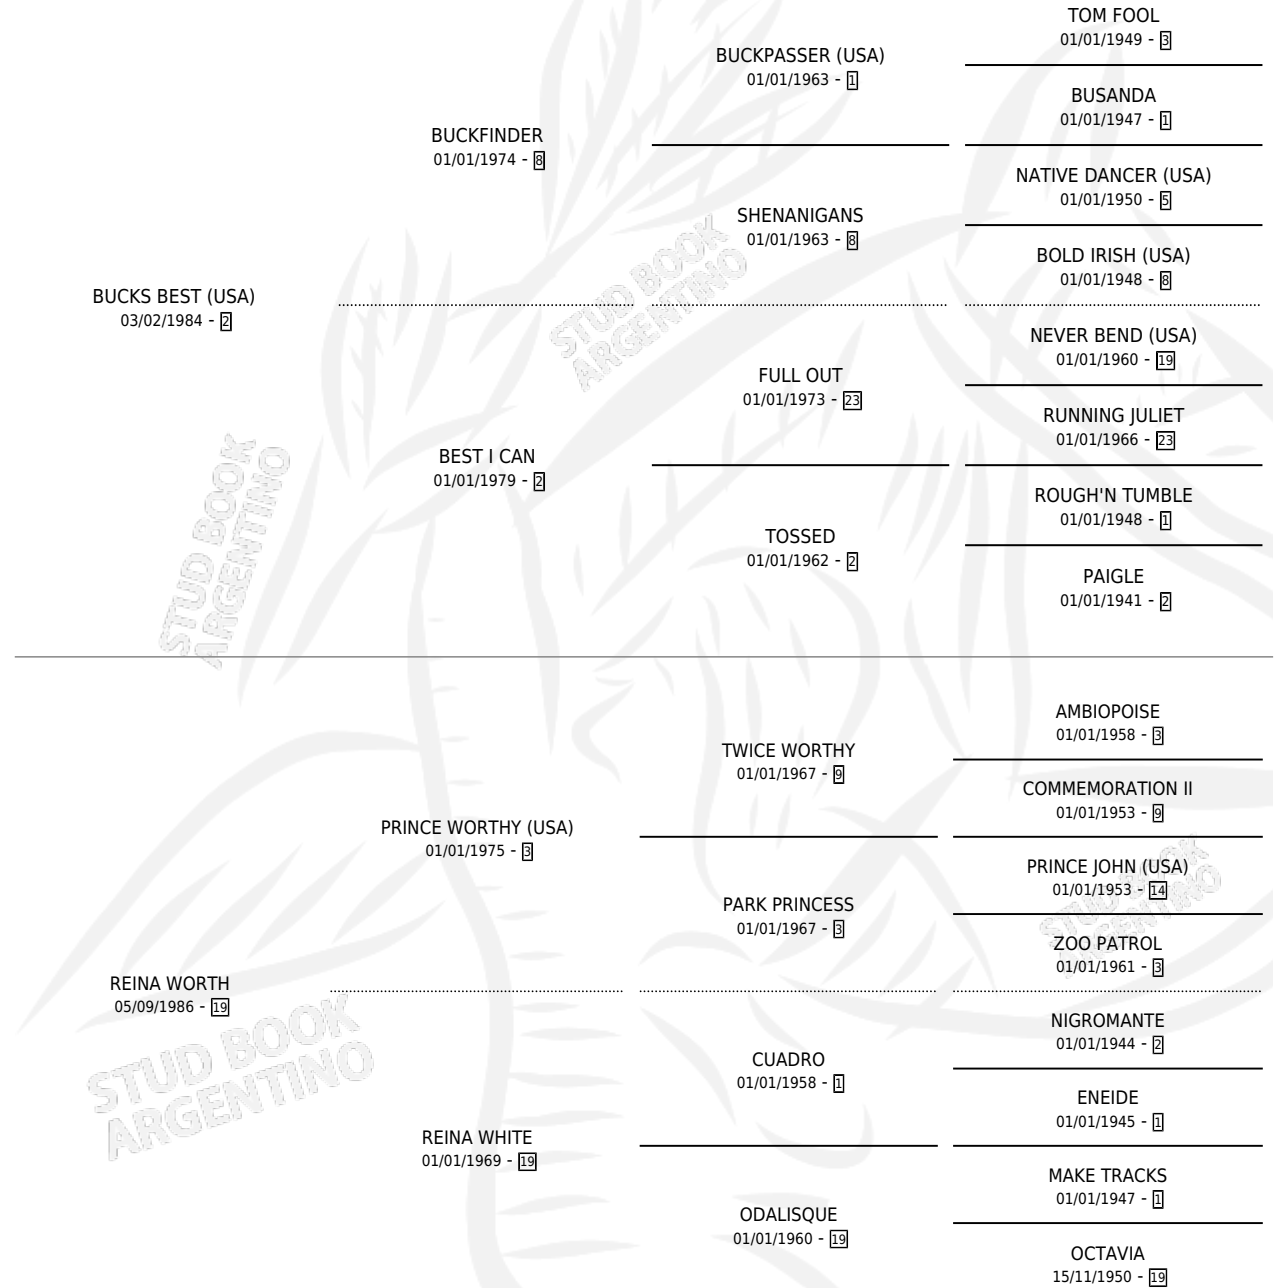 TOM FOOL
01/01/1949 - 3
BUCKPASSER (USA)
01/01/1963 - 1
BUSANDA
01/01/1947 - 1
BUCKFINDER
01/01/1974 - 8
NATIVE DANCER (USA)
01/01/1950 - 5
SHENANIGANS
01/01/1963 - 8
BOLD IRISH (USA)
01/01/1948 - 8
BUCKS BEST (USA)
03/02/1984 - 2
STUD BOOK
ARGENTINO
NEVER BEND (USA)
01/01/1960 - 19
FULL OUT
01/01/1973 - 23
RUNNING JULIET
01/01/1966 - 23
BEST I CAN
01/01/1979 - 2
ROUGH'N TUMBLE
01/01/1948 - 1
TOSSED
01/01/1962 - 2
PAIGLE
01/01/1941 - 2
STUD BOOK
ARGENTINO
AMBIOPOISE
01/01/1958 - 3
TWICE WORTHY
01/01/1967 - 9
COMMEMORATION II
01/01/1953 - 9
PRINCE WORTHY (USA)
01/01/1975 - 3
PRINCE JOHN (USA)
01/01/1953 - 14
STUD BOOK
ARGENTINO
PARK PRINCESS
01/01/1967 - 3
ZOO PATROL
01/01/1961 - 3
REINA WORTH
05/09/1986 - 19
NIGROMANTE
01/01/1944 - 2
CUADRO
01/01/1958 - 1
ENEIDE
01/01/1945 - 1
STUD BOOK
ARGENTINO
REINA WHITE
01/01/1969 - 19
MAKE TRACKS
01/01/1947 - 1
ODALISQUE
01/01/1960 - 19
OCTAVIA
15/11/1950 - 19